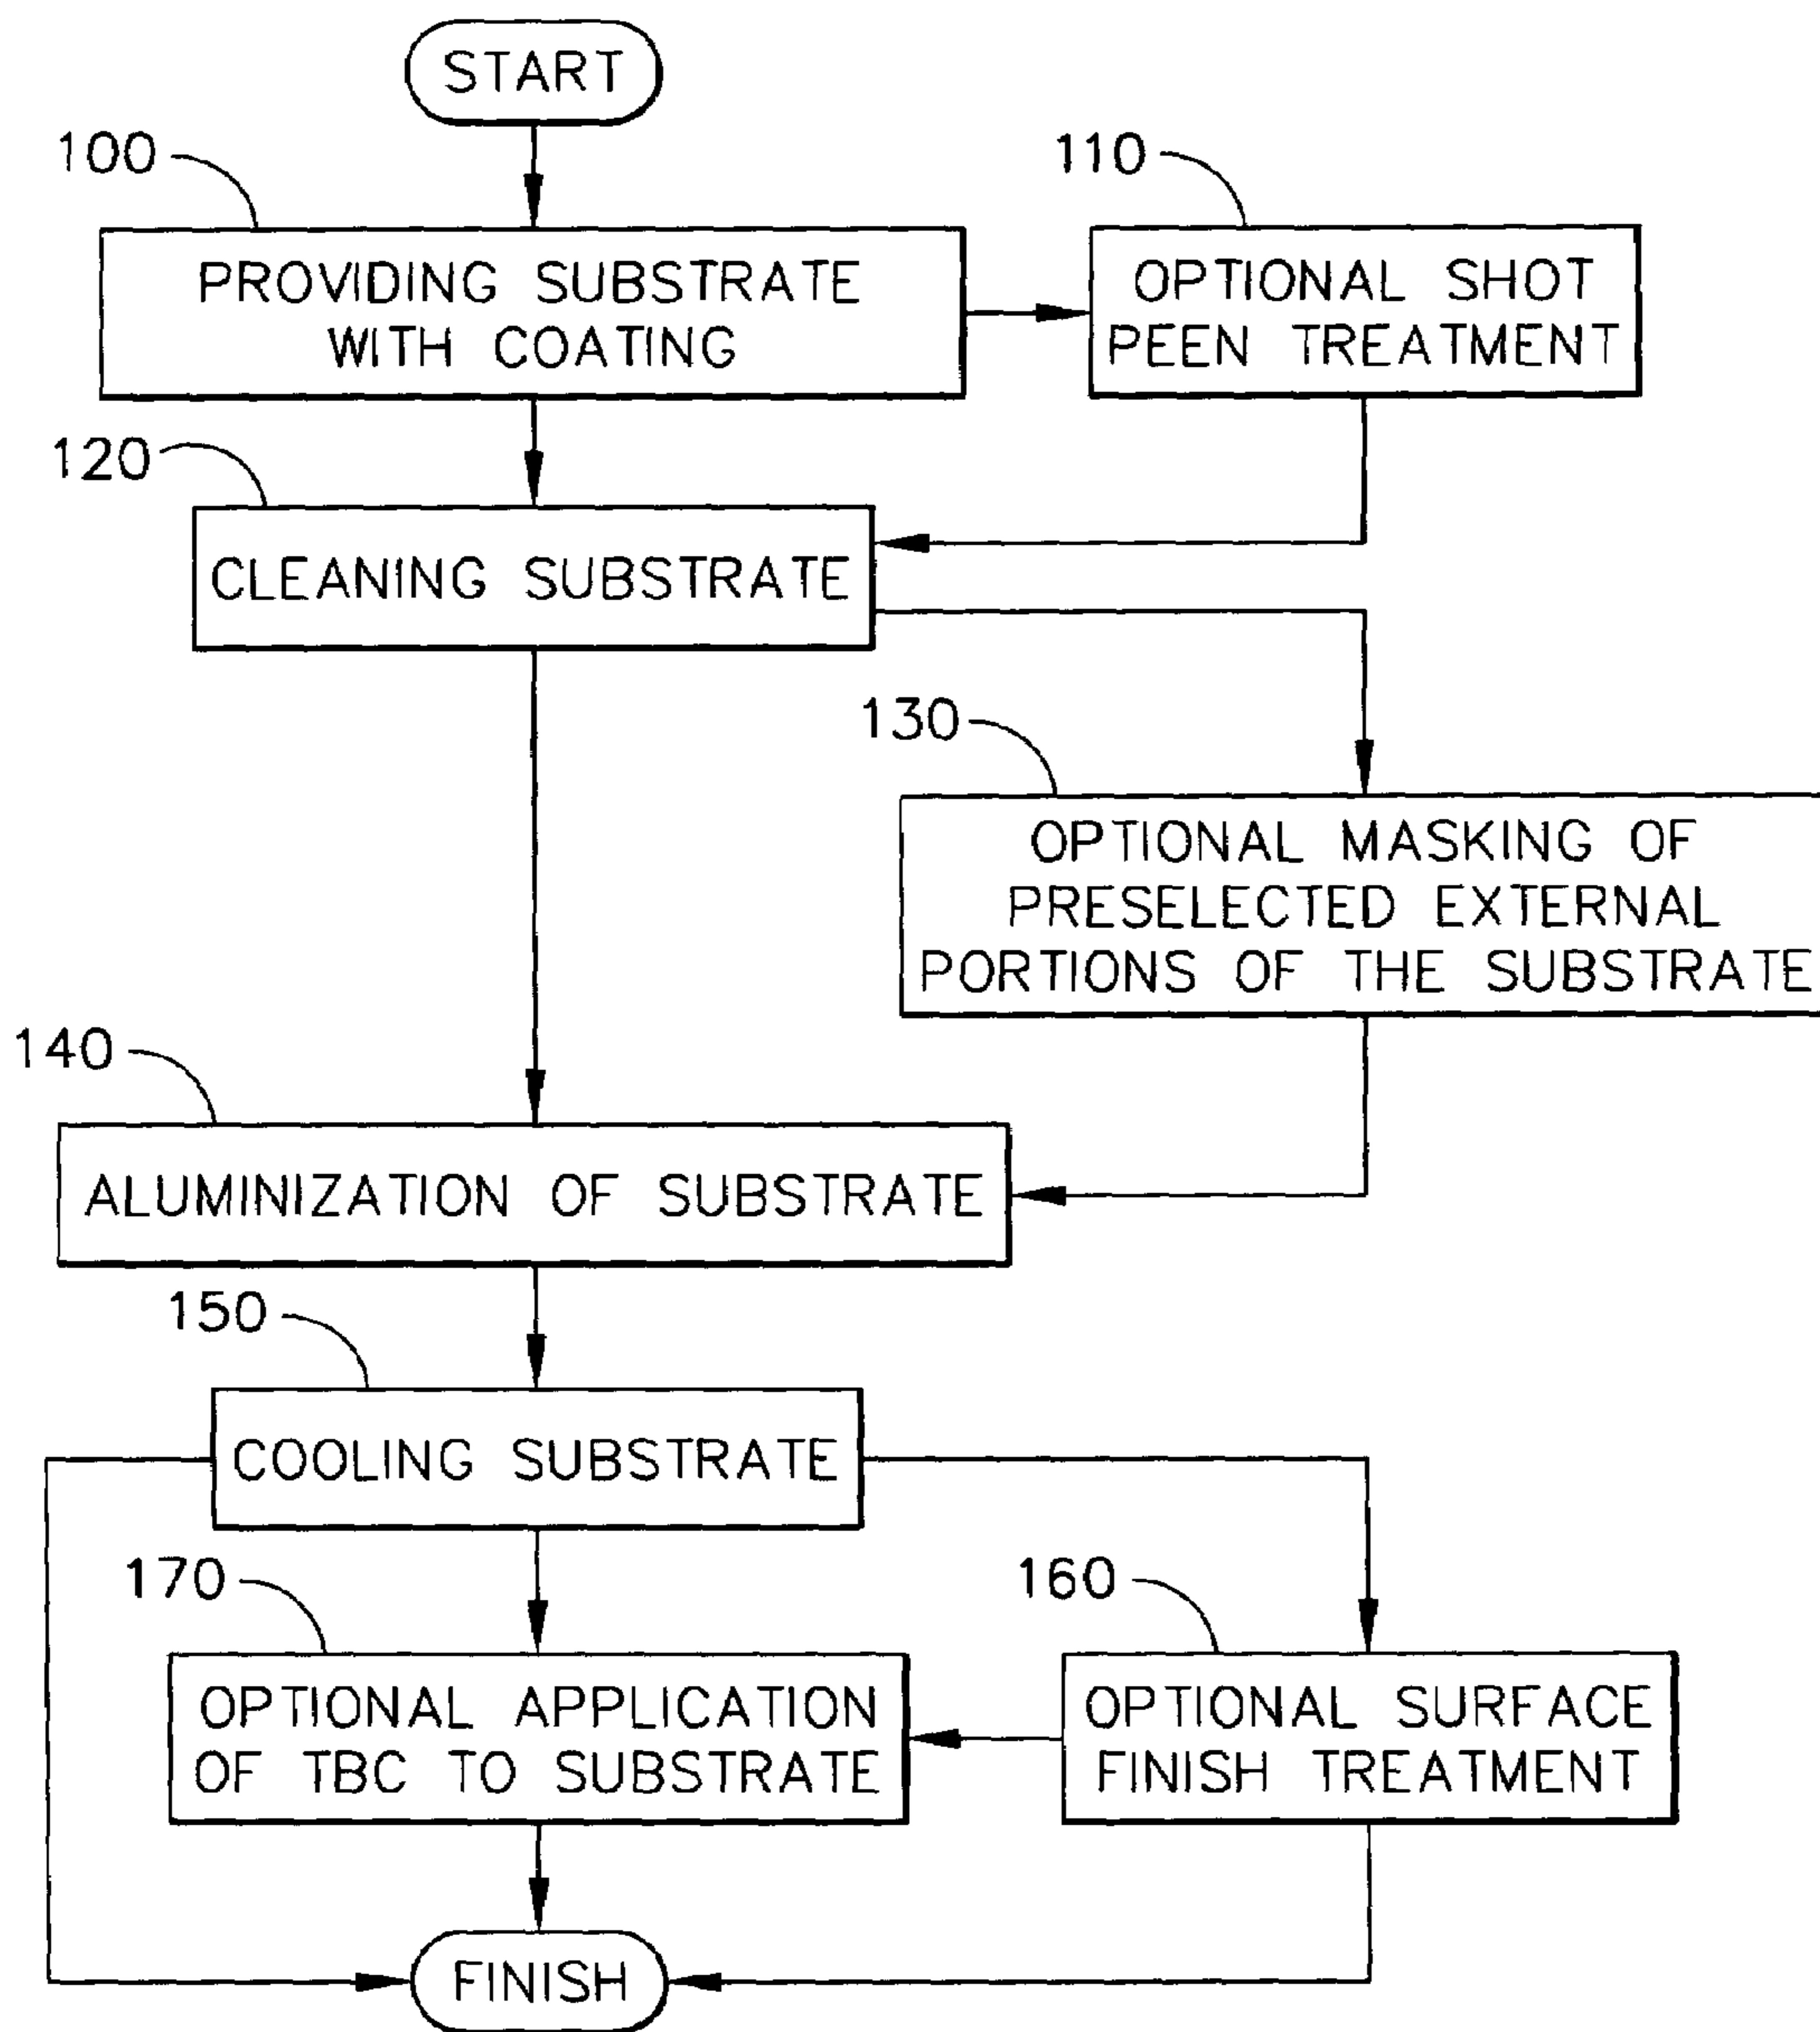 START
100
110
PROVIDING SUBSTRATE
WITH COATING
OPTIONAL SHOT
PEEN TREATMENT
120
CLEANING SUBSTRATE
130
OPTIONAL MASKING OF
PRESELECTED EXTERNAL
PORTIONS OF THE SUBSTRATE
140
ALUMINIZATION OF SUBSTRATE
150
COOLING SUBSTRATE
170
160
OPTIONAL APPLICATION
OF TBC TO SUBSTRATE
OPTIONAL SURFACE
FINISH TREATMENT
FINISH